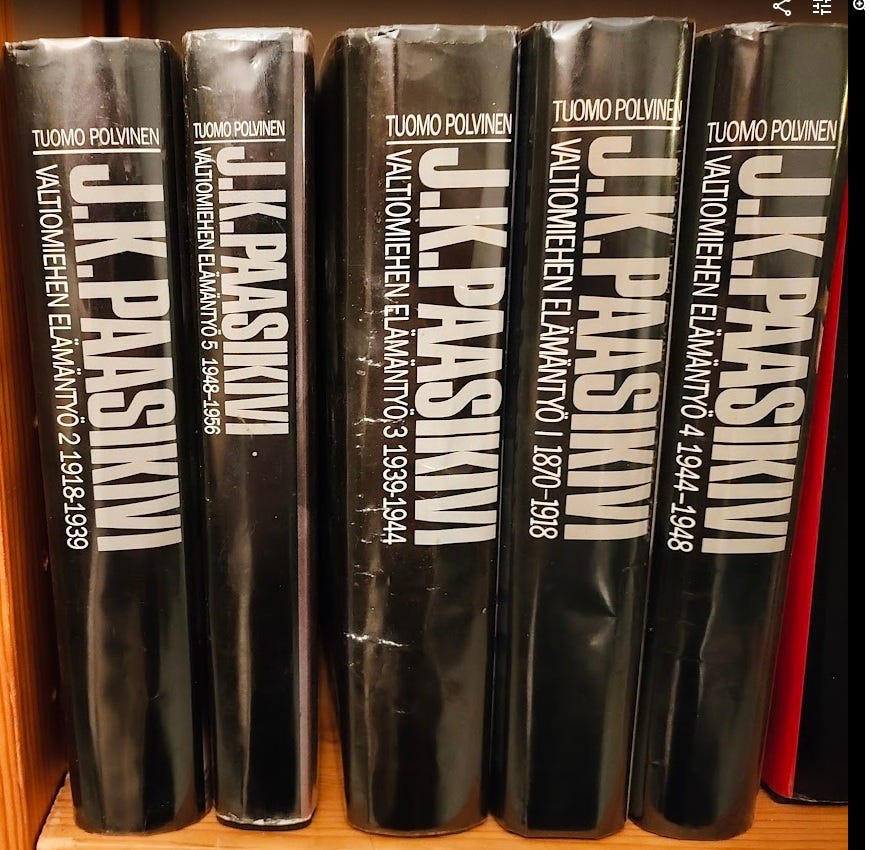 TUOMO POLVINEN
J.K. PAASIKIVI
VALTIOMIEHEN ELÄMÄNTYÖ 2 1918-1939
TUOMO POLVINEN
J.K. PAASIKIVI
VALTIOMIEHEN ELÄMÄNTYÖ 5 1948-1956
TUOMO POLVINEN
J.K. PAASIKIVI
VALTIOMIEHEN ELÄMÄNTYÖ 3 1939-1944
TUOMO POLVINEN
J.K. PAASIKIVI
VALTIOMIEHEN ELÄMÄNTYÖ I 1870-1918
TUOMO POLVINEN
J.K. PAASIKIVI
VALTIOMIEHEN ELÄMÄNTYÖ 4 1944-1948